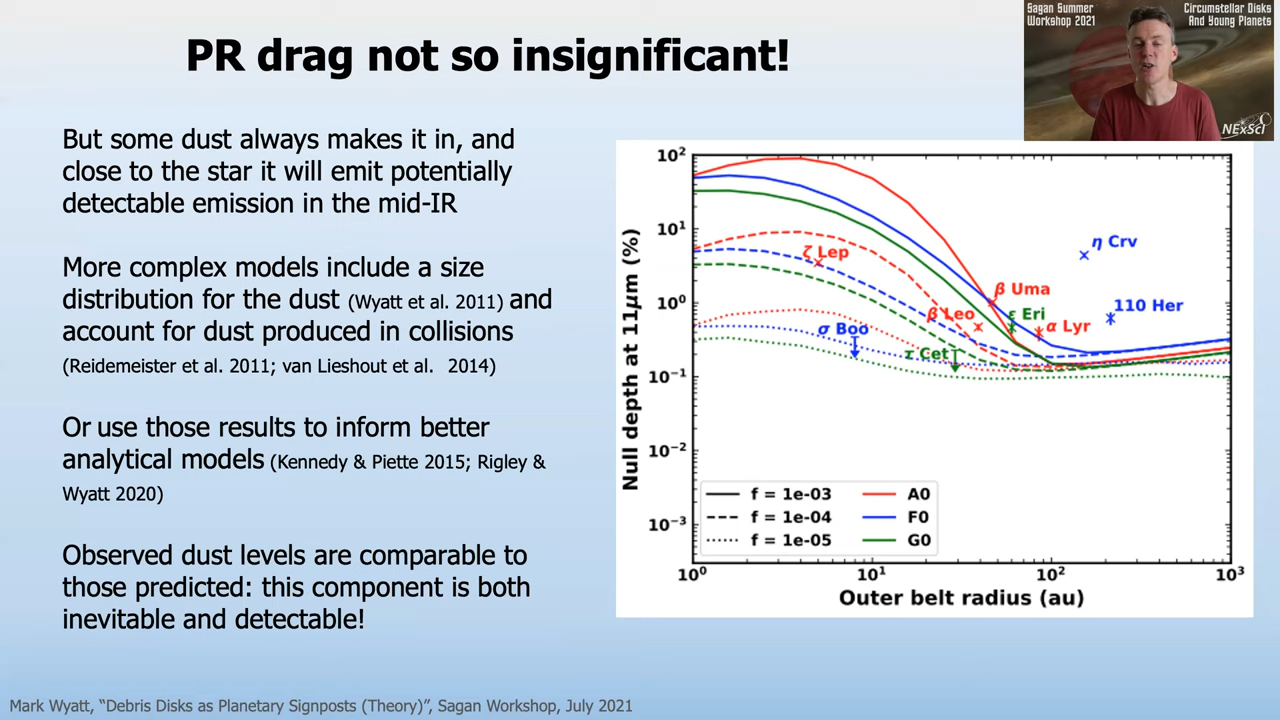 PR drag not so insignificant!
Sagan Summer
Workshop 2021
Circumstellar Disks
And Young Planets
NExScI
But some dust always makes it in, and
close to the star it will emit potentially
detectable emission in the mid-IR
More complex models include a size
distribution for the dust (Wyatt et al. 2011) and
account for dust produced in collisions
(Reidemeister et al. 2011; van Lieshout et al. 2014)
Or use those results to inform better
analytical models (Kennedy & Piette 2015; Rigley &
Wyatt 2020)
Observed dust levels are comparable to
those predicted: this component is both
inevitable and detectable!
Null depth at 11μm (%)
10²
10¹
10⁰
10⁻¹
10⁻²
10⁻³
η Crv
ζ Lep
β Uma
110 Her
β Leo
ε Eri
α Lyr
σ Boo
τ Cet
f = 1e-03
A0
f = 1e-04
F0
f = 1e-05
G0
10⁰
10¹
10²
10³
Outer belt radius (au)
Mark Wyatt, “Debris Disks as Planetary Signposts (Theory)”, Sagan Workshop, July 2021